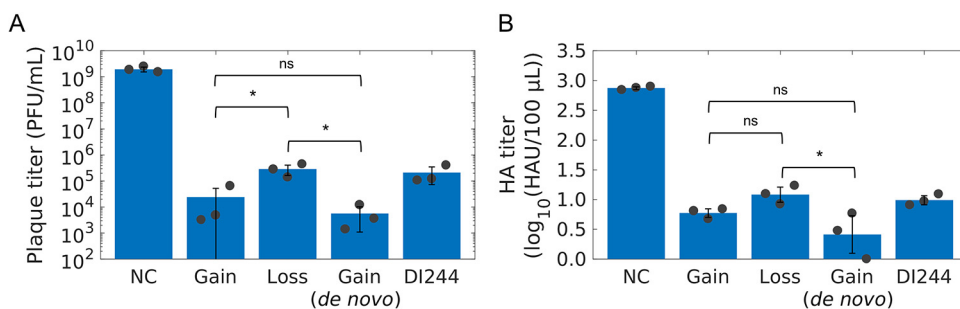 A
Plaque titer (PFU/mL)
10^10
10^9
10^8
10^7
10^6
10^5
10^4
10^3
10^2
ns
*
*
NC Gain Loss Gain DI244
(de novo)
B
HA titer
(log_10(HAU/100 µL))
3.5
3.0
2.5
2.0
1.5
1.0
0.5
0.0
ns
ns
*
NC Gain Loss Gain DI244
(de novo)